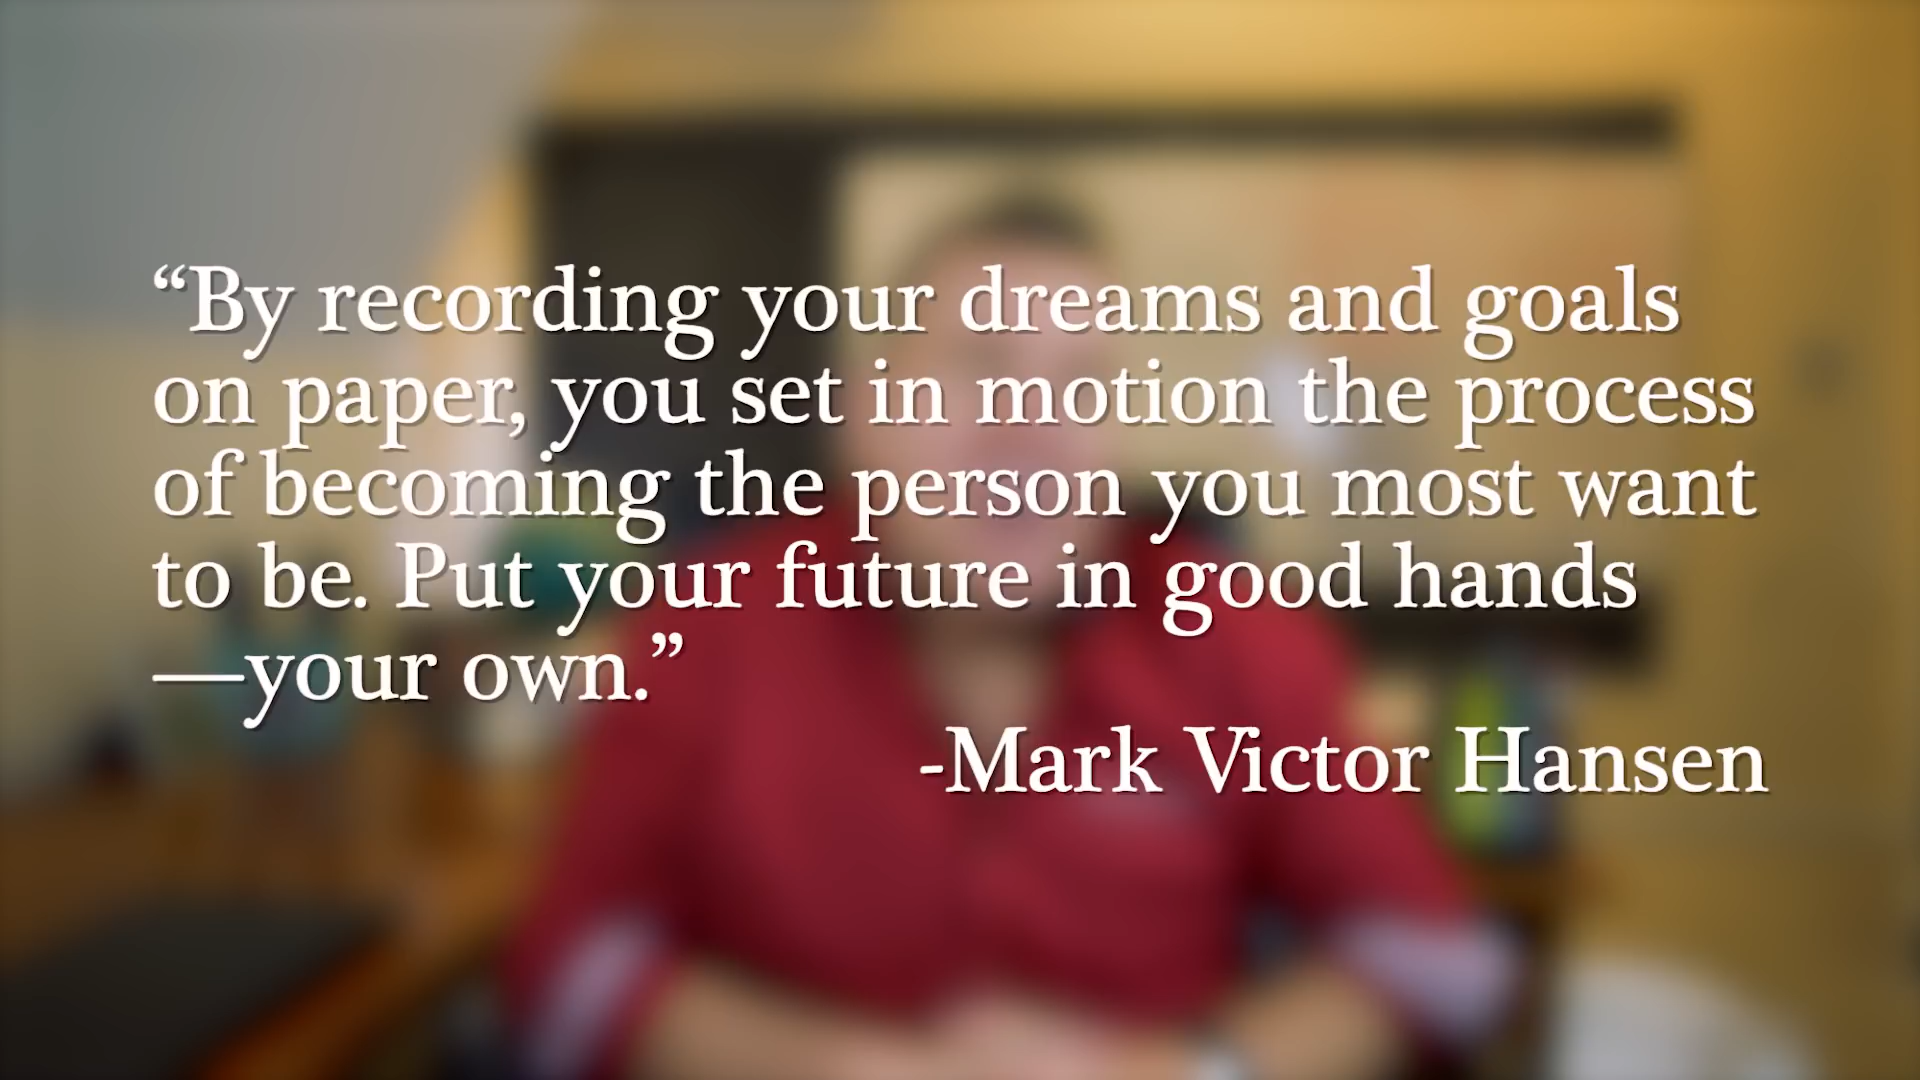 “By recording your dreams and goals
on paper, you set in motion the process
of becoming the person you most want
to be. Put your future in good hands
—your own.”
-Mark Victor Hansen